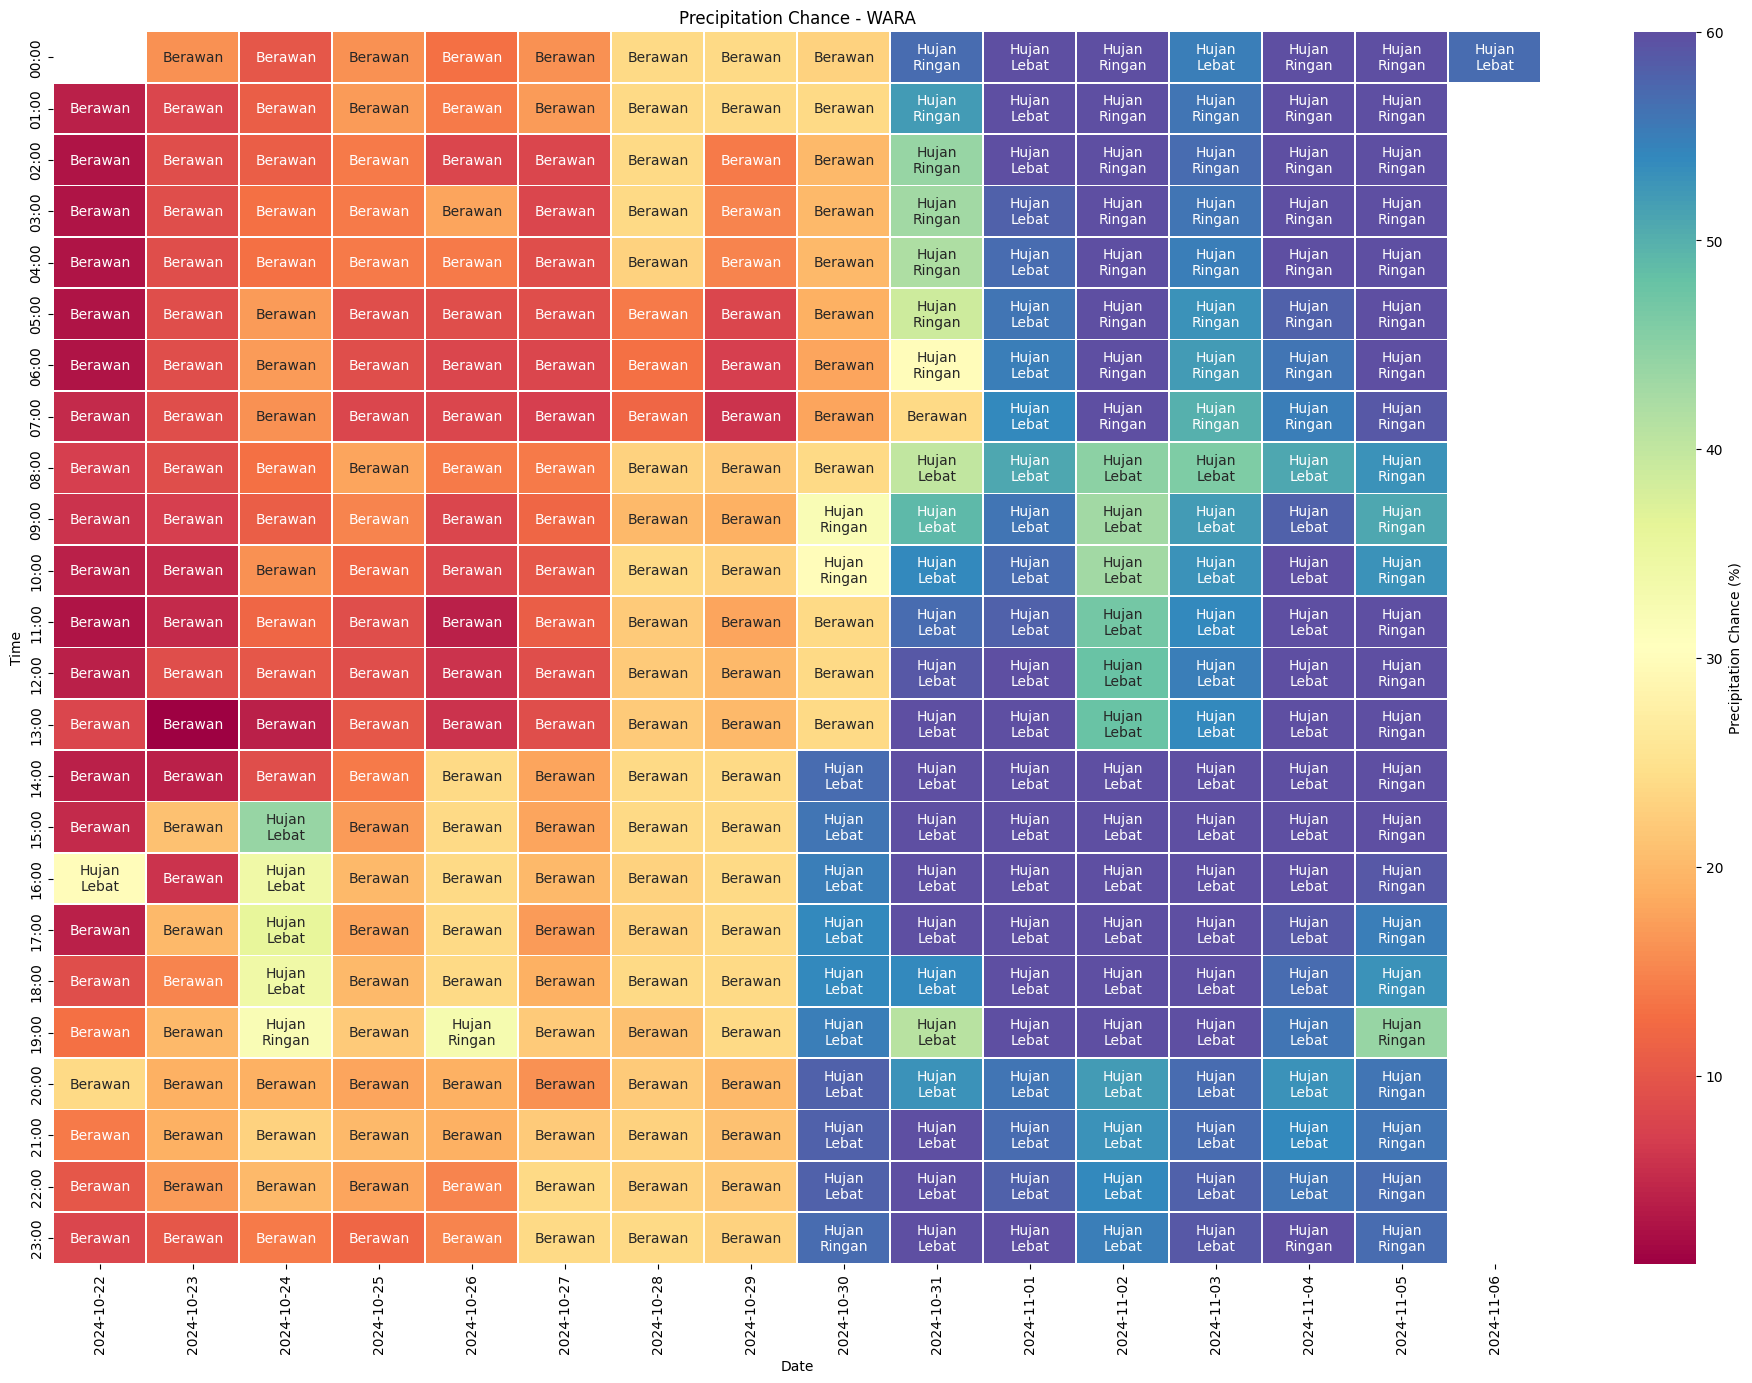 Precipitation Chance - WARA
00:00 Berawan Berawan Berawan Berawan Berawan Berawan Berawan Berawan Hujan Ringan Hujan Lebat Hujan Ringan Hujan Lebat Hujan Ringan Hujan Ringan Hujan Lebat
01:00 Berawan Berawan Berawan Berawan Berawan Berawan Berawan Berawan Berawan Hujan Ringan Hujan Lebat Hujan Ringan Hujan Ringan Hujan Ringan Hujan Ringan
02:00 Berawan Berawan Berawan Berawan Berawan Berawan Berawan Berawan Berawan Hujan Ringan Hujan Lebat Hujan Ringan Hujan Ringan Hujan Ringan Hujan Ringan
03:00 Berawan Berawan Berawan Berawan Berawan Berawan Berawan Berawan Berawan Hujan Ringan Hujan Lebat Hujan Ringan Hujan Ringan Hujan Ringan Hujan Ringan
04:00 Berawan Berawan Berawan Berawan Berawan Berawan Berawan Berawan Berawan Hujan Ringan Hujan Lebat Hujan Ringan Hujan Ringan Hujan Ringan Hujan Ringan
05:00 Berawan Berawan Berawan Berawan Berawan Berawan Berawan Berawan Berawan Hujan Ringan Hujan Lebat Hujan Ringan Hujan Ringan Hujan Ringan Hujan Ringan
06:00 Berawan Berawan Berawan Berawan Berawan Berawan Berawan Berawan Berawan Hujan Ringan Hujan Lebat Hujan Ringan Hujan Ringan Hujan Ringan Hujan Ringan
07:00 Berawan Berawan Berawan Berawan Berawan Berawan Berawan Berawan Berawan Berawan Hujan Lebat Hujan Ringan Hujan Ringan Hujan Ringan Hujan Ringan
08:00 Berawan Berawan Berawan Berawan Berawan Berawan Berawan Berawan Berawan Hujan Lebat Hujan Lebat Hujan Lebat Hujan Lebat Hujan Lebat Hujan Ringan
09:00 Berawan Berawan Berawan Berawan Berawan Berawan Berawan Berawan Hujan Ringan Hujan Lebat Hujan Lebat Hujan Lebat Hujan Lebat Hujan Lebat Hujan Ringan
10:00 Berawan Berawan Berawan Berawan Berawan Berawan Berawan Berawan Hujan Ringan Hujan Lebat Hujan Lebat Hujan Lebat Hujan Lebat Hujan Lebat Hujan Ringan
11:00 Berawan Berawan Berawan Berawan Berawan Berawan Berawan Berawan Berawan Hujan Lebat Hujan Lebat Hujan Lebat Hujan Lebat Hujan Lebat Hujan Ringan
12:00 Berawan Berawan Berawan Berawan Berawan Berawan Berawan Berawan Berawan Hujan Lebat Hujan Lebat Hujan Lebat Hujan Lebat Hujan Lebat Hujan Ringan
13:00 Berawan Berawan Berawan Berawan Berawan Berawan Berawan Berawan Berawan Hujan Lebat Hujan Lebat Hujan Lebat Hujan Lebat Hujan Lebat Hujan Ringan
14:00 Berawan Berawan Berawan Berawan Berawan Berawan Berawan Berawan Hujan Lebat Hujan Lebat Hujan Lebat Hujan Lebat Hujan Lebat Hujan Lebat Hujan Ringan
15:00 Berawan Berawan Hujan Lebat Berawan Berawan Berawan Berawan Berawan Hujan Lebat Hujan Lebat Hujan Lebat Hujan Lebat Hujan Lebat Hujan Lebat Hujan Ringan
16:00 Hujan Lebat Berawan Hujan Lebat Berawan Berawan Berawan Berawan Berawan Hujan Lebat Hujan Lebat Hujan Lebat Hujan Lebat Hujan Lebat Hujan Lebat Hujan Ringan
17:00 Berawan Berawan Hujan Lebat Berawan Berawan Berawan Berawan Berawan Hujan Lebat Hujan Lebat Hujan Lebat Hujan Lebat Hujan Lebat Hujan Lebat Hujan Ringan
18:00 Berawan Berawan Hujan Lebat Berawan Berawan Berawan Berawan Berawan Hujan Lebat Hujan Lebat Hujan Lebat Hujan Lebat Hujan Lebat Hujan Lebat Hujan Ringan
19:00 Berawan Berawan Hujan Ringan Berawan Hujan Ringan Berawan Berawan Berawan Hujan Lebat Hujan Lebat Hujan Lebat Hujan Lebat Hujan Lebat Hujan Lebat Hujan Ringan
20:00 Berawan Berawan Berawan Berawan Berawan Berawan Berawan Berawan Hujan Lebat Hujan Lebat Hujan Lebat Hujan Lebat Hujan Lebat Hujan Lebat Hujan Ringan
21:00 Berawan Berawan Berawan Berawan Berawan Berawan Berawan Berawan Hujan Lebat Hujan Lebat Hujan Lebat Hujan Lebat Hujan Lebat Hujan Lebat Hujan Ringan
22:00 Berawan Berawan Berawan Berawan Berawan Berawan Berawan Berawan Hujan Lebat Hujan Lebat Hujan Lebat Hujan Lebat Hujan Lebat Hujan Lebat Hujan Ringan
23:00 Berawan Berawan Berawan Berawan Berawan Berawan Berawan Berawan Hujan Ringan Hujan Lebat Hujan Lebat Hujan Lebat Hujan Lebat Hujan Ringan Hujan Ringan
Time
2024-10-22 2024-10-23 2024-10-24 2024-10-25 2024-10-26 2024-10-27 2024-10-28 2024-10-29 2024-10-30 2024-10-31 2024-11-01 2024-11-02 2024-11-03 2024-11-04 2024-11-05 2024-11-06
Date
60
50
40
30
20
10
Precipitation Chance (%)